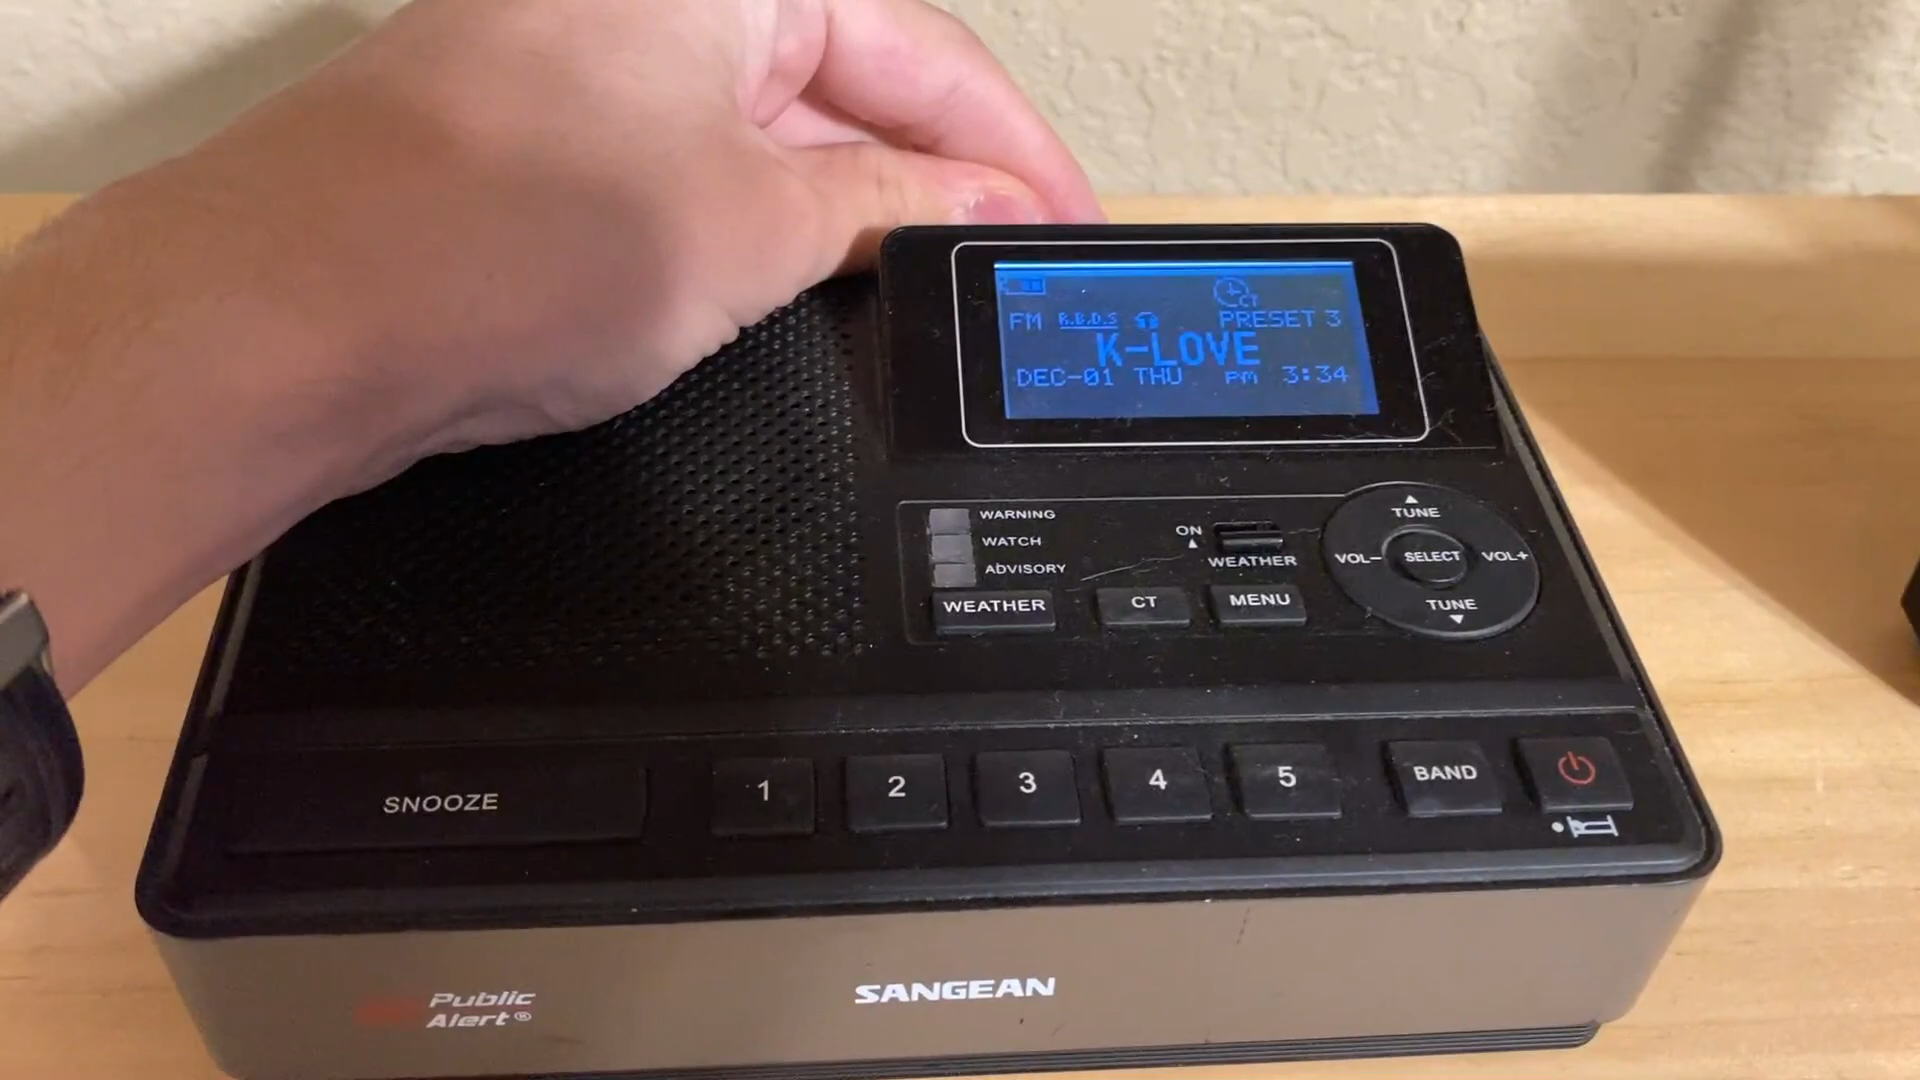 CT
FM R.B.D.S PRESET 3
K-LOVE
DEC-01 THU PM 3:34
WARNING
WATCH
ADVISORY
ON
WEATHER
WEATHER
CT
MENU
TUNE
VOL- SELECT VOL+
TUNE
SNOOZE
1 2 3 4 5 BAND
Public
Alert®
SANGEAN